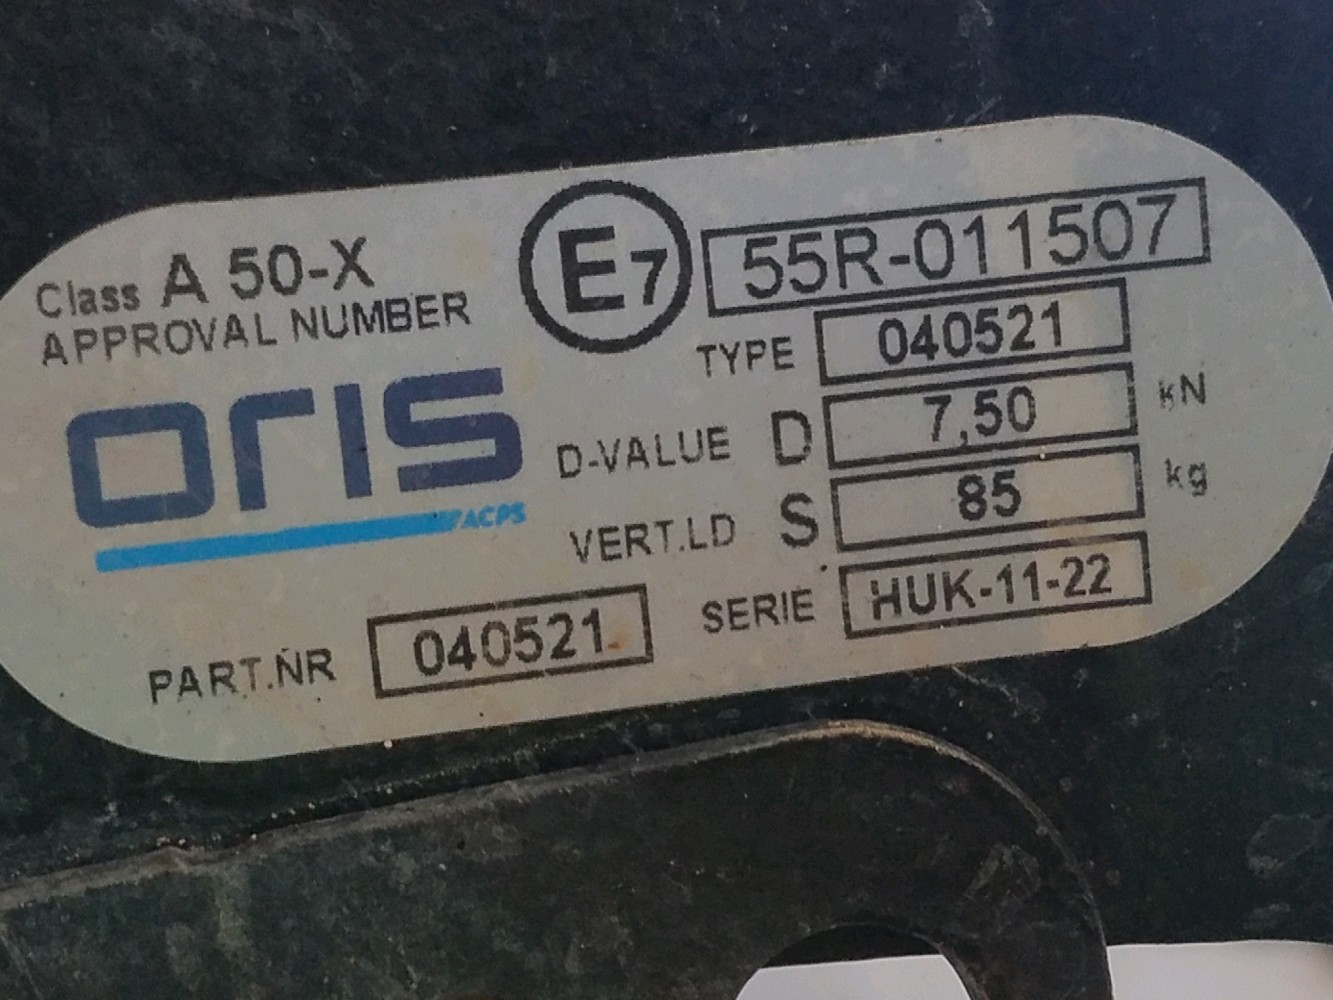 Class A 50-X
APPROVAL NUMBER
E7
55R-011507
TYPE 040521
ORIS
ACPS
D-VALUE D 7,50 kN
VERT.LD S 85 kg
PART.NR 040521
SERIE HUK-11-22